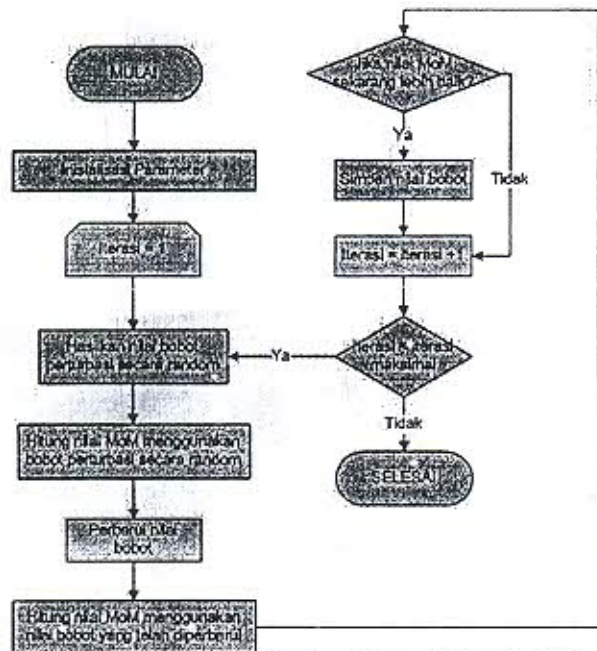 MULAI
Inisialisasi Parameter
Iterasi = 1
Hasilkan nilai bobot
perturbasi secara random
Hitung nilai MoM menggunakan
bobot perturbasi secara random
Perberui nilai
bobot
Hitung nilai MoM menggunakan
nilai bobot yang telah diperberui
Jika nilai MoM
sekarang lebih baik?
Ya
Tidak
Simpan nilai bobot
Iterasi = Iterasi + 1
Iterasi < iterasi
maksimal
Ya
Tidak
SELESAI